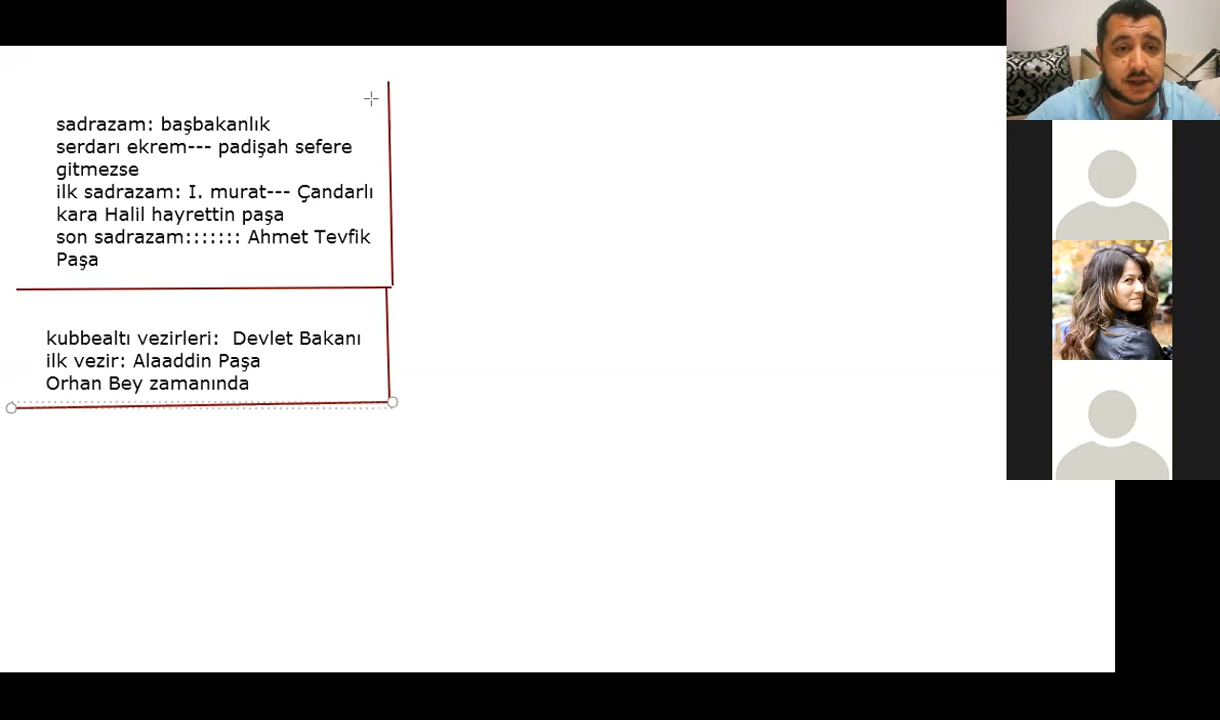 sadrazam: başbakanlık
serdarı ekrem--- padişah sefere
gitmezse
ilk sadrazam: I. murat--- Çandarlı
kara Halil hayrettin paşa
son sadrazam::::::: Ahmet Tevfik
Paşa
kubbealtı vezirleri:  Devlet Bakanı
ilk vezir: Alaaddin Paşa
Orhan Bey zamanında